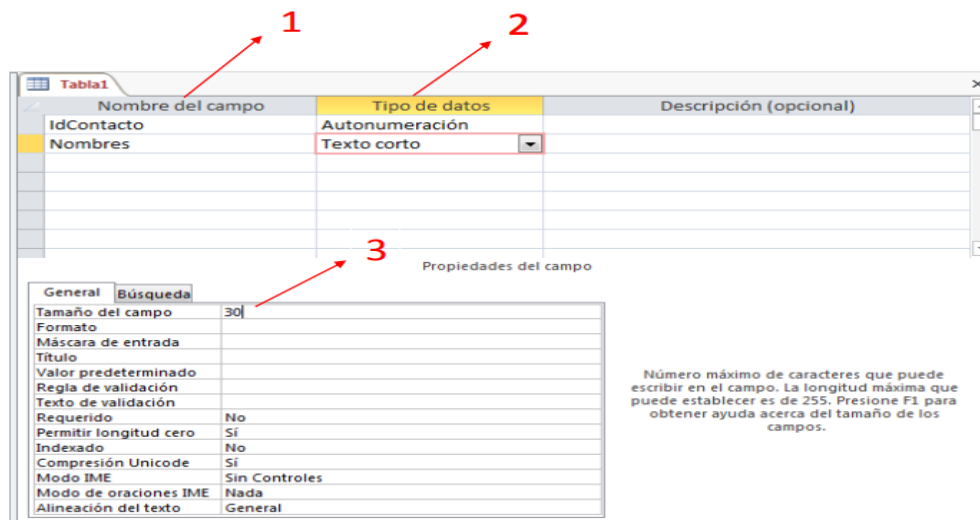 1 2
Tabla1
Nombre del campo Tipo de datos Descripción (opcional)
IdContacto Autonumeración
Nombres Texto corto
3
Propiedades del campo
General Búsqueda
Tamaño del campo 30
Formato
Máscara de entrada
Título
Valor predeterminado
Regla de validación
Texto de validación
Requerido No
Permitir longitud cero Sí
Indexado No
Compresión Unicode Sí
Modo IME Sin Controles
Modo de oraciones IME Nada
Alineación del texto General
Número máximo de caracteres que puede
escribir en el campo. La longitud máxima que
puede establecer es de 255. Presione F1 para
obtener ayuda acerca del tamaño de los
campos.